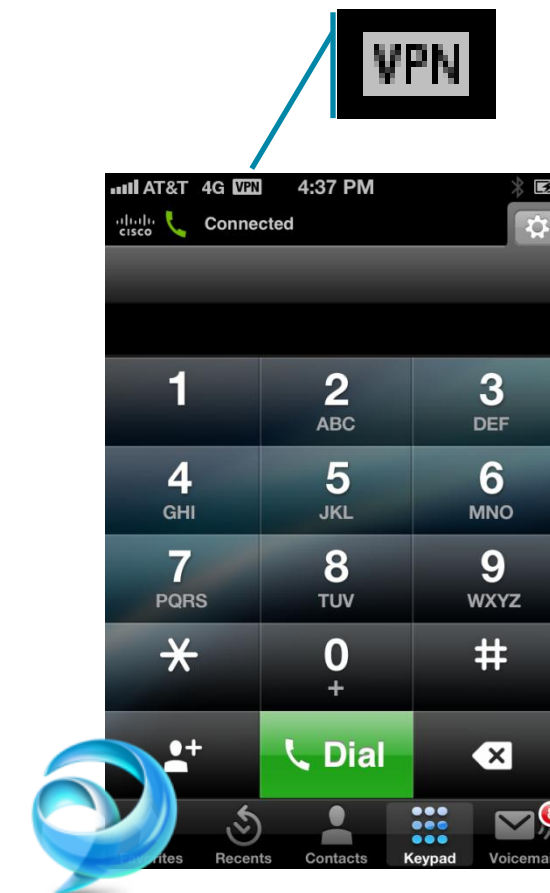 VPN
AT&T 4G VPN 4:37 PM
CISCO Connected
1 2 3
ABC DEF
4 5 6
GHI JKL MNO
7 8 9
PQRS TUV WXYZ
* 0 #
+
Dial
Recents Contacts Keypad